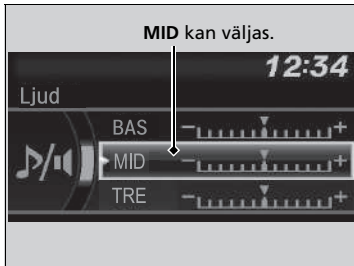 MID kan väljas.
12:34
Ljud
BAS - +
MID - +
TRE - +